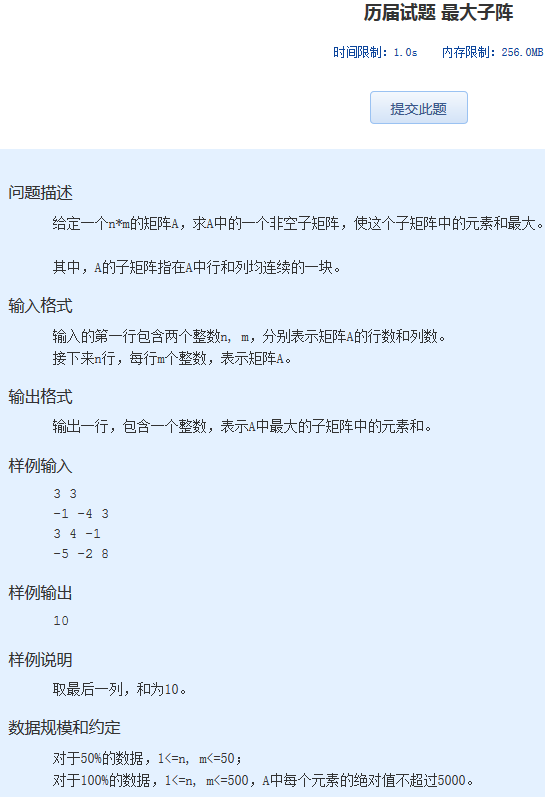 历届试题 最大子阵
时间限制：1.0s 内存限制：256.0MB
提交此题
问题描述
给定一个n*m的矩阵A，求A中的一个非空子矩阵，使这个子矩阵中的元素和最大。
其中，A的子矩阵指在A中行和列均连续的一块。
输入格式
输入的第一行包含两个整数n, m，分别表示矩阵A的行数和列数。
接下来n行，每行m个整数，表示矩阵A。
输出格式
输出一行，包含一个整数，表示A中最大的子矩阵中的元素和。
样例输入
3 3
-1 -4 3
3 4 -1
-5 -2 8
样例输出
10
样例说明
取最后一列，和为10。
数据规模和约定
对于50%的数据，1<=n, m<=50；
对于100%的数据，1<=n, m<=500，A中每个元素的绝对值不超过5000。